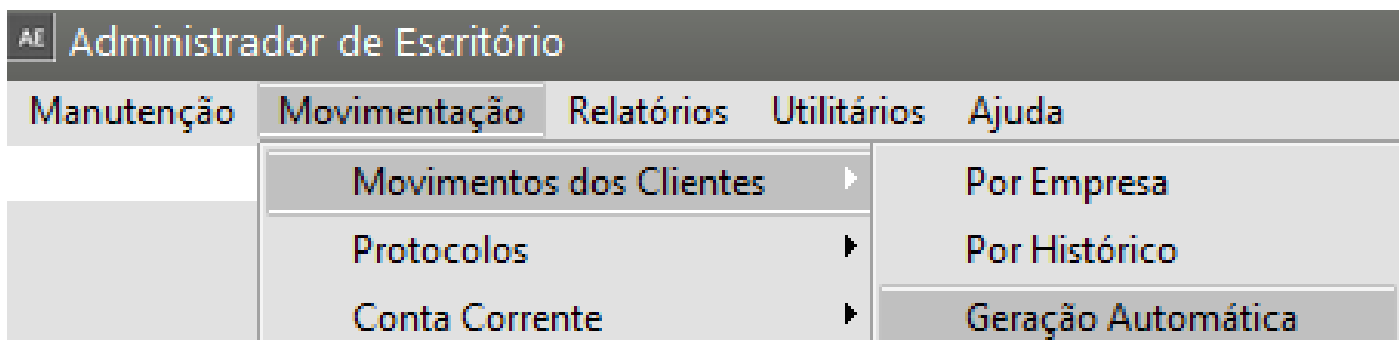 AE Administrador de Escritório
Manutenção Movimentação Relatórios Utilitários Ajuda
Movimentos dos Clientes Por Empresa
Protocolos Por Histórico
Conta Corrente Geração Automática